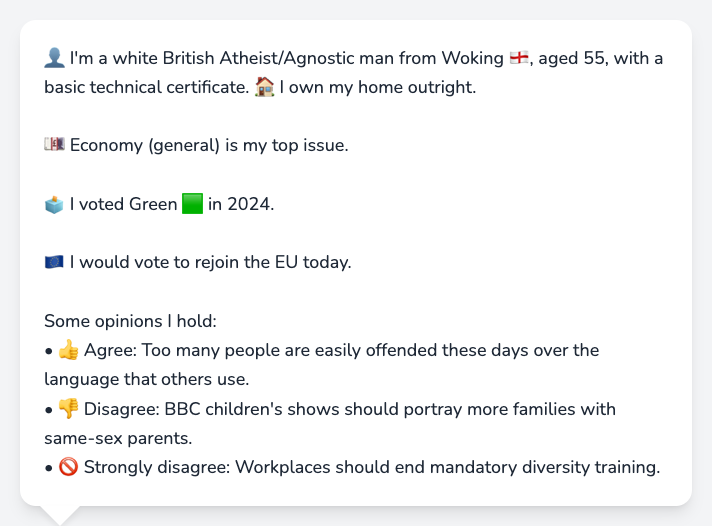 👤 I'm a white British Atheist/Agnostic man from Woking 🏴󠁧󠁢󠁥󠁮󠁧󠁿, aged 55, with a
basic technical certificate. 🏠 I own my home outright.
💷 Economy (general) is my top issue.
🗳️ I voted Green 🟩 in 2024.
🇪🇺 I would vote to rejoin the EU today.
Some opinions I hold:
• 👍 Agree: Too many people are easily offended these days over the
language that others use.
• 👎 Disagree: BBC children's shows should portray more families with
same-sex parents.
• 🚫 Strongly disagree: Workplaces should end mandatory diversity training.